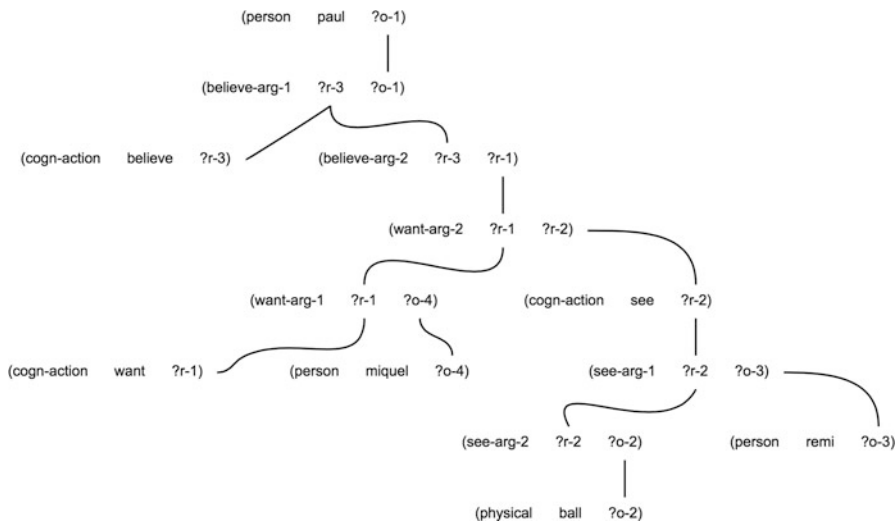 (person paul ?o-1)
(believe-arg-1 ?r-3 ?o-1)
(cogn-action believe ?r-3) (believe-arg-2 ?r-3 ?r-1)
(want-arg-2 ?r-1 ?r-2)
(want-arg-1 ?r-1 ?o-4) (cogn-action see ?r-2)
(cogn-action want ?r-1) (person miquel ?o-4) (see-arg-1 ?r-2 ?o-3)
(see-arg-2 ?r-2 ?o-2) (person remi ?o-3)
(physical ball ?o-2)